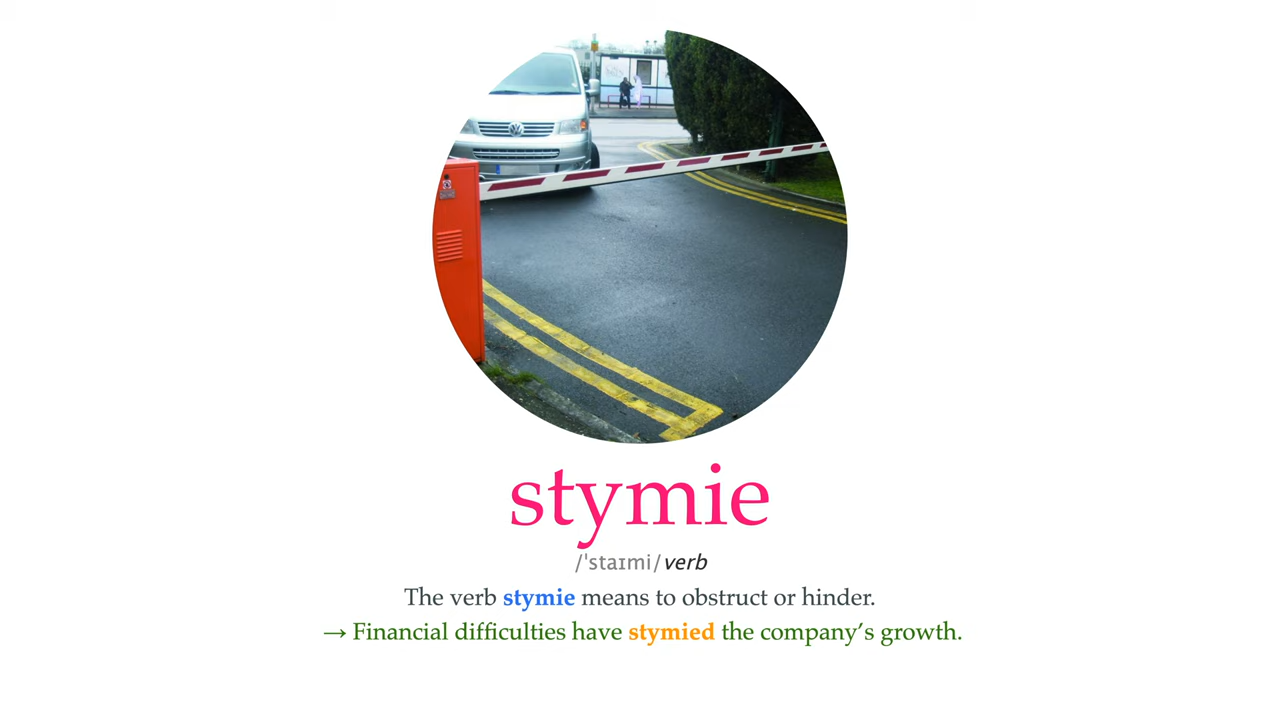 stymie
/ˈstaɪmi/ verb
The verb stymie means to obstruct or hinder.
→ Financial difficulties have stymied the company’s growth.